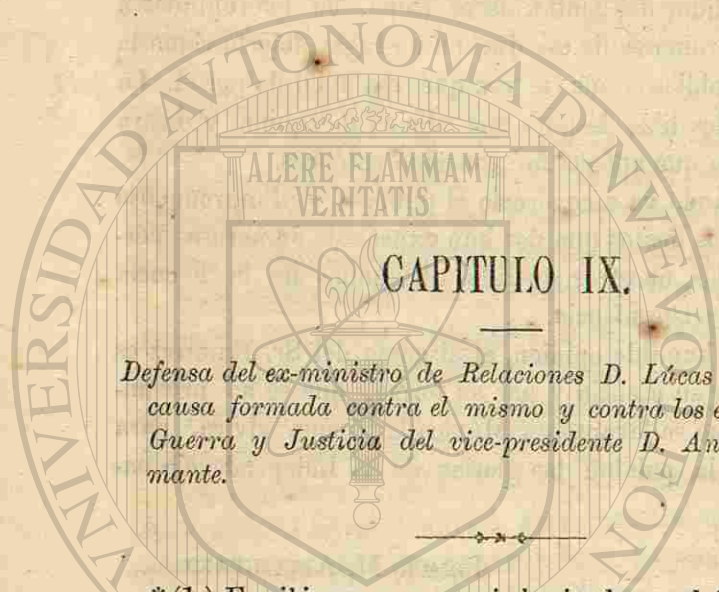 ALERE FLAMMAM
VERITATIS
CAPITULO IX.
Defensa del ex-ministro de Relaciones D. Lúcas
causa formada contra el mismo y contra los e
Guerra y Justicia del vice-presidente D. An
mante.